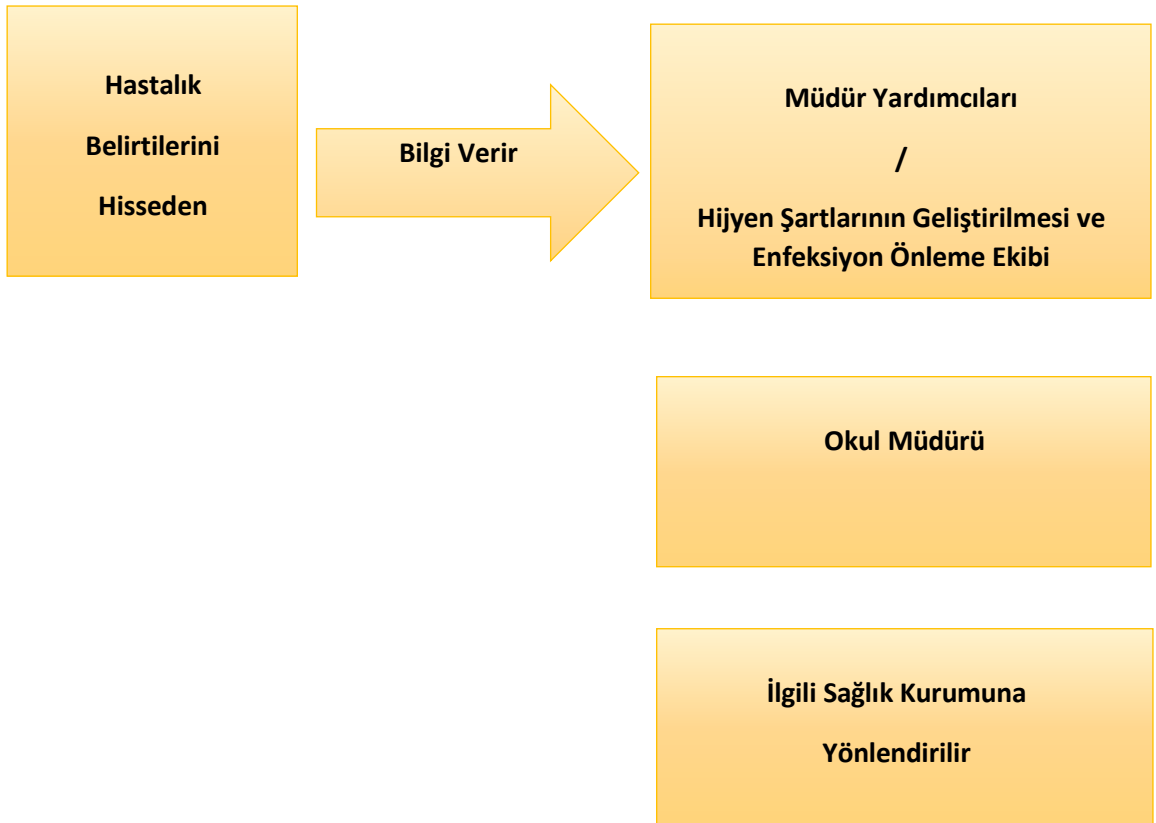 Hastalık
Belirtilerini
Hisseden
Bilgi Verir
Müdür Yardımcıları
/
Hijyen Şartlarının Geliştirilmesi ve
Enfeksiyon Önleme Ekibi
Okul Müdürü
İlgili Sağlık Kurumuna
Yönlendirilir